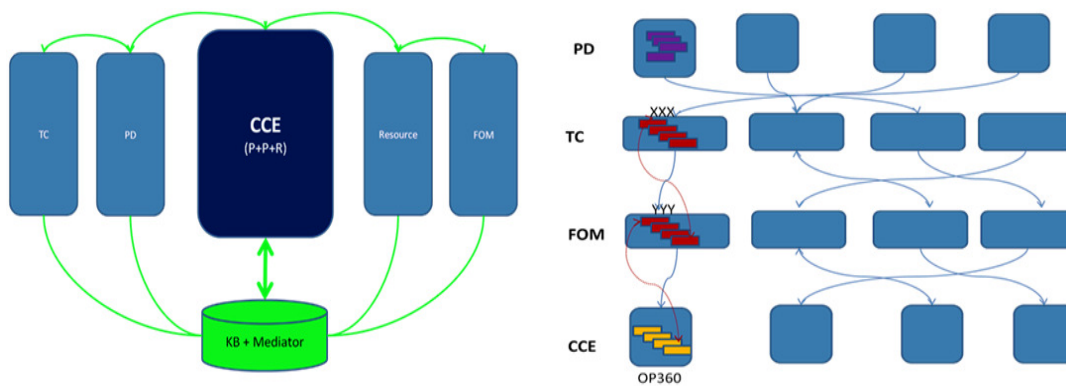 TC
PD
CCE
(P+P+R)
Resource
FOM
KB + Mediator
PD
XXX
TC
YYY
FOM
CCE
OP360